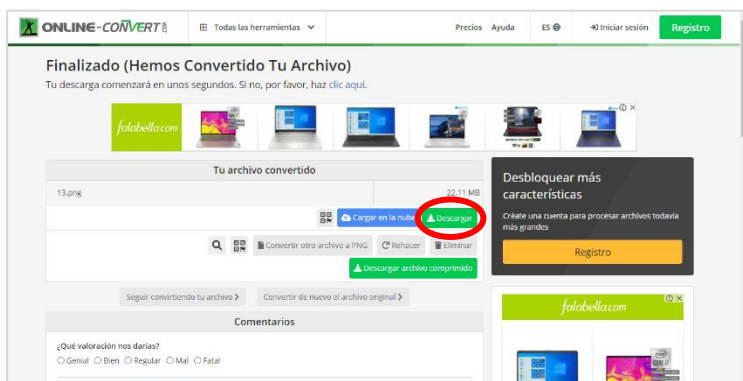 ONLINE-CONVERT
Todas las herramientas
Precios Ayuda ES Iniciar sesión Registro
Finalizado (Hemos Convertido Tu Archivo)
Tu descarga comenzará en unos segundos. Si no, por favor, haz clic aquí.
falabella.com
Tu archivo convertido
13.png 22.11 MB
Cargar en la nube Descargar
Convertir otro archivo a PNG Rehacer Eliminar
Descargar archivo comprimido
Seguir convirtiendo tu archivo Convertir de nuevo el archivo original
Comentarios
¿Qué valoración nos darías?
Genial Bien Regular Mal Fatal
Desbloquear más
características
Créate una cuenta para procesar archivos todavía
más grandes
Registro
falabella.com